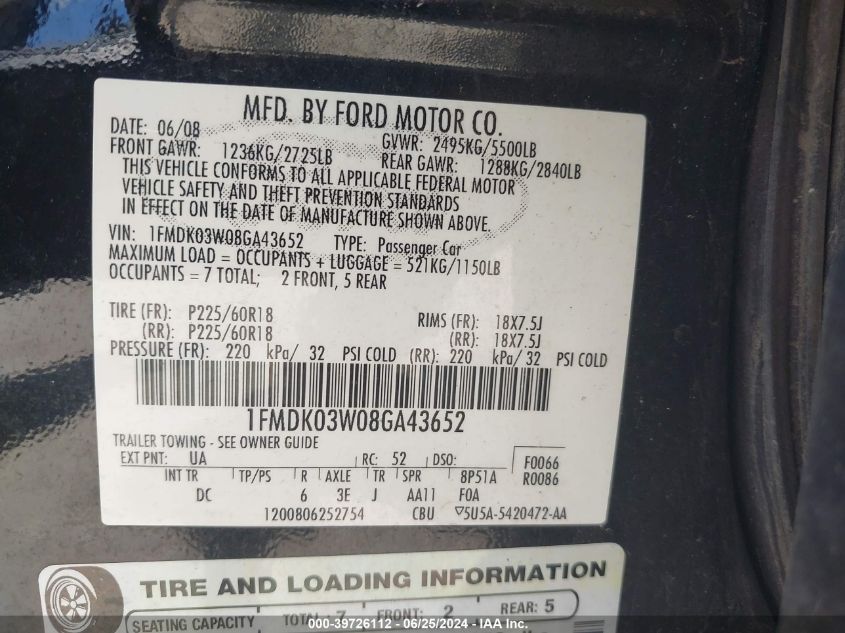 MFD. BY FORD MOTOR CO.
DATE: 06/08 GVWR: 2495KG/5500LB
FRONT GAWR: 1236KG/2725LB REAR GAWR: 1288KG/2840LB
THIS VEHICLE CONFORMS TO ALL APPLICABLE FEDERAL MOTOR
VEHICLE SAFETY AND THEFT PREVENTION STANDARDS
IN EFFECT ON THE DATE OF MANUFACTURE SHOWN ABOVE.
VIN: 1FMDK03W08GA43652 TYPE: Passenger Car
MAXIMUM LOAD = OCCUPANTS + LUGGAGE = 521KG/1150LB
OCCUPANTS = 7 TOTAL; 2 FRONT, 5 REAR
TIRE (FR): P225/60R18 RIMS (FR): 18X7.5J
(RR): P225/60R18 (RR): 18X7.5J
PRESSURE (FR): 220 kPa/ 32 PSI COLD (RR): 220 kPa/ 32 PSI COLD
1FMDK03W08GA43652
TRAILER TOWING - SEE OWNER GUIDE
EXT PNT: UA RC: 52 DSO: F0066
INT TR TP/PS R AXLE TR SPR 8P51A R0086
DC 6 3E J AA11 F0A
1200806252754 CBU 5U5A-5420472-AA
TIRE AND LOADING INFORMATION
SEATING CAPACITY TOTAL 7 FRONT: 2 REAR: 5
000-39726112 - 06/25/2024 - IAA Inc.